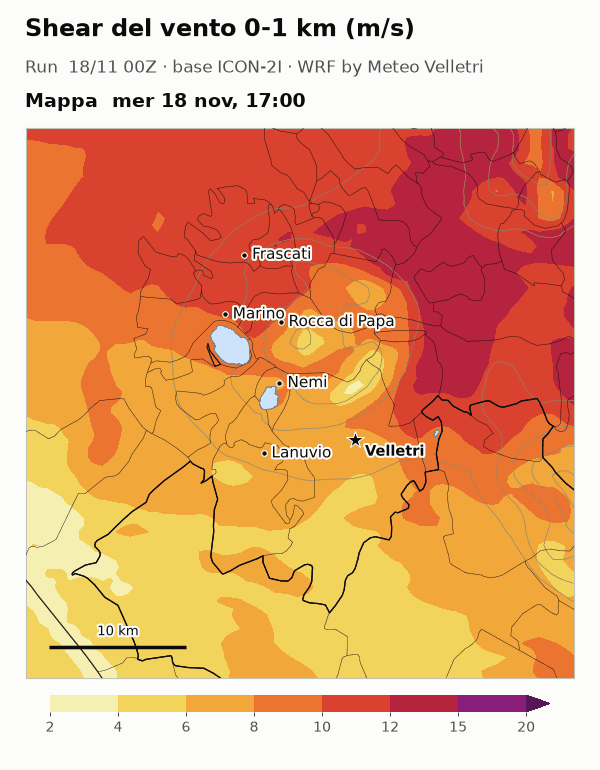 Shear del vento 0-1 km (m/s)
Run  18/11 00Z · base ICON-2I · WRF by Meteo Velletri
Mappa  mer 18 nov, 17:00
Frascati
Marino
Rocca di Papa
Nemi
Velletri
Lanuvio
10 km
2 4 6 8 10 12 15 20